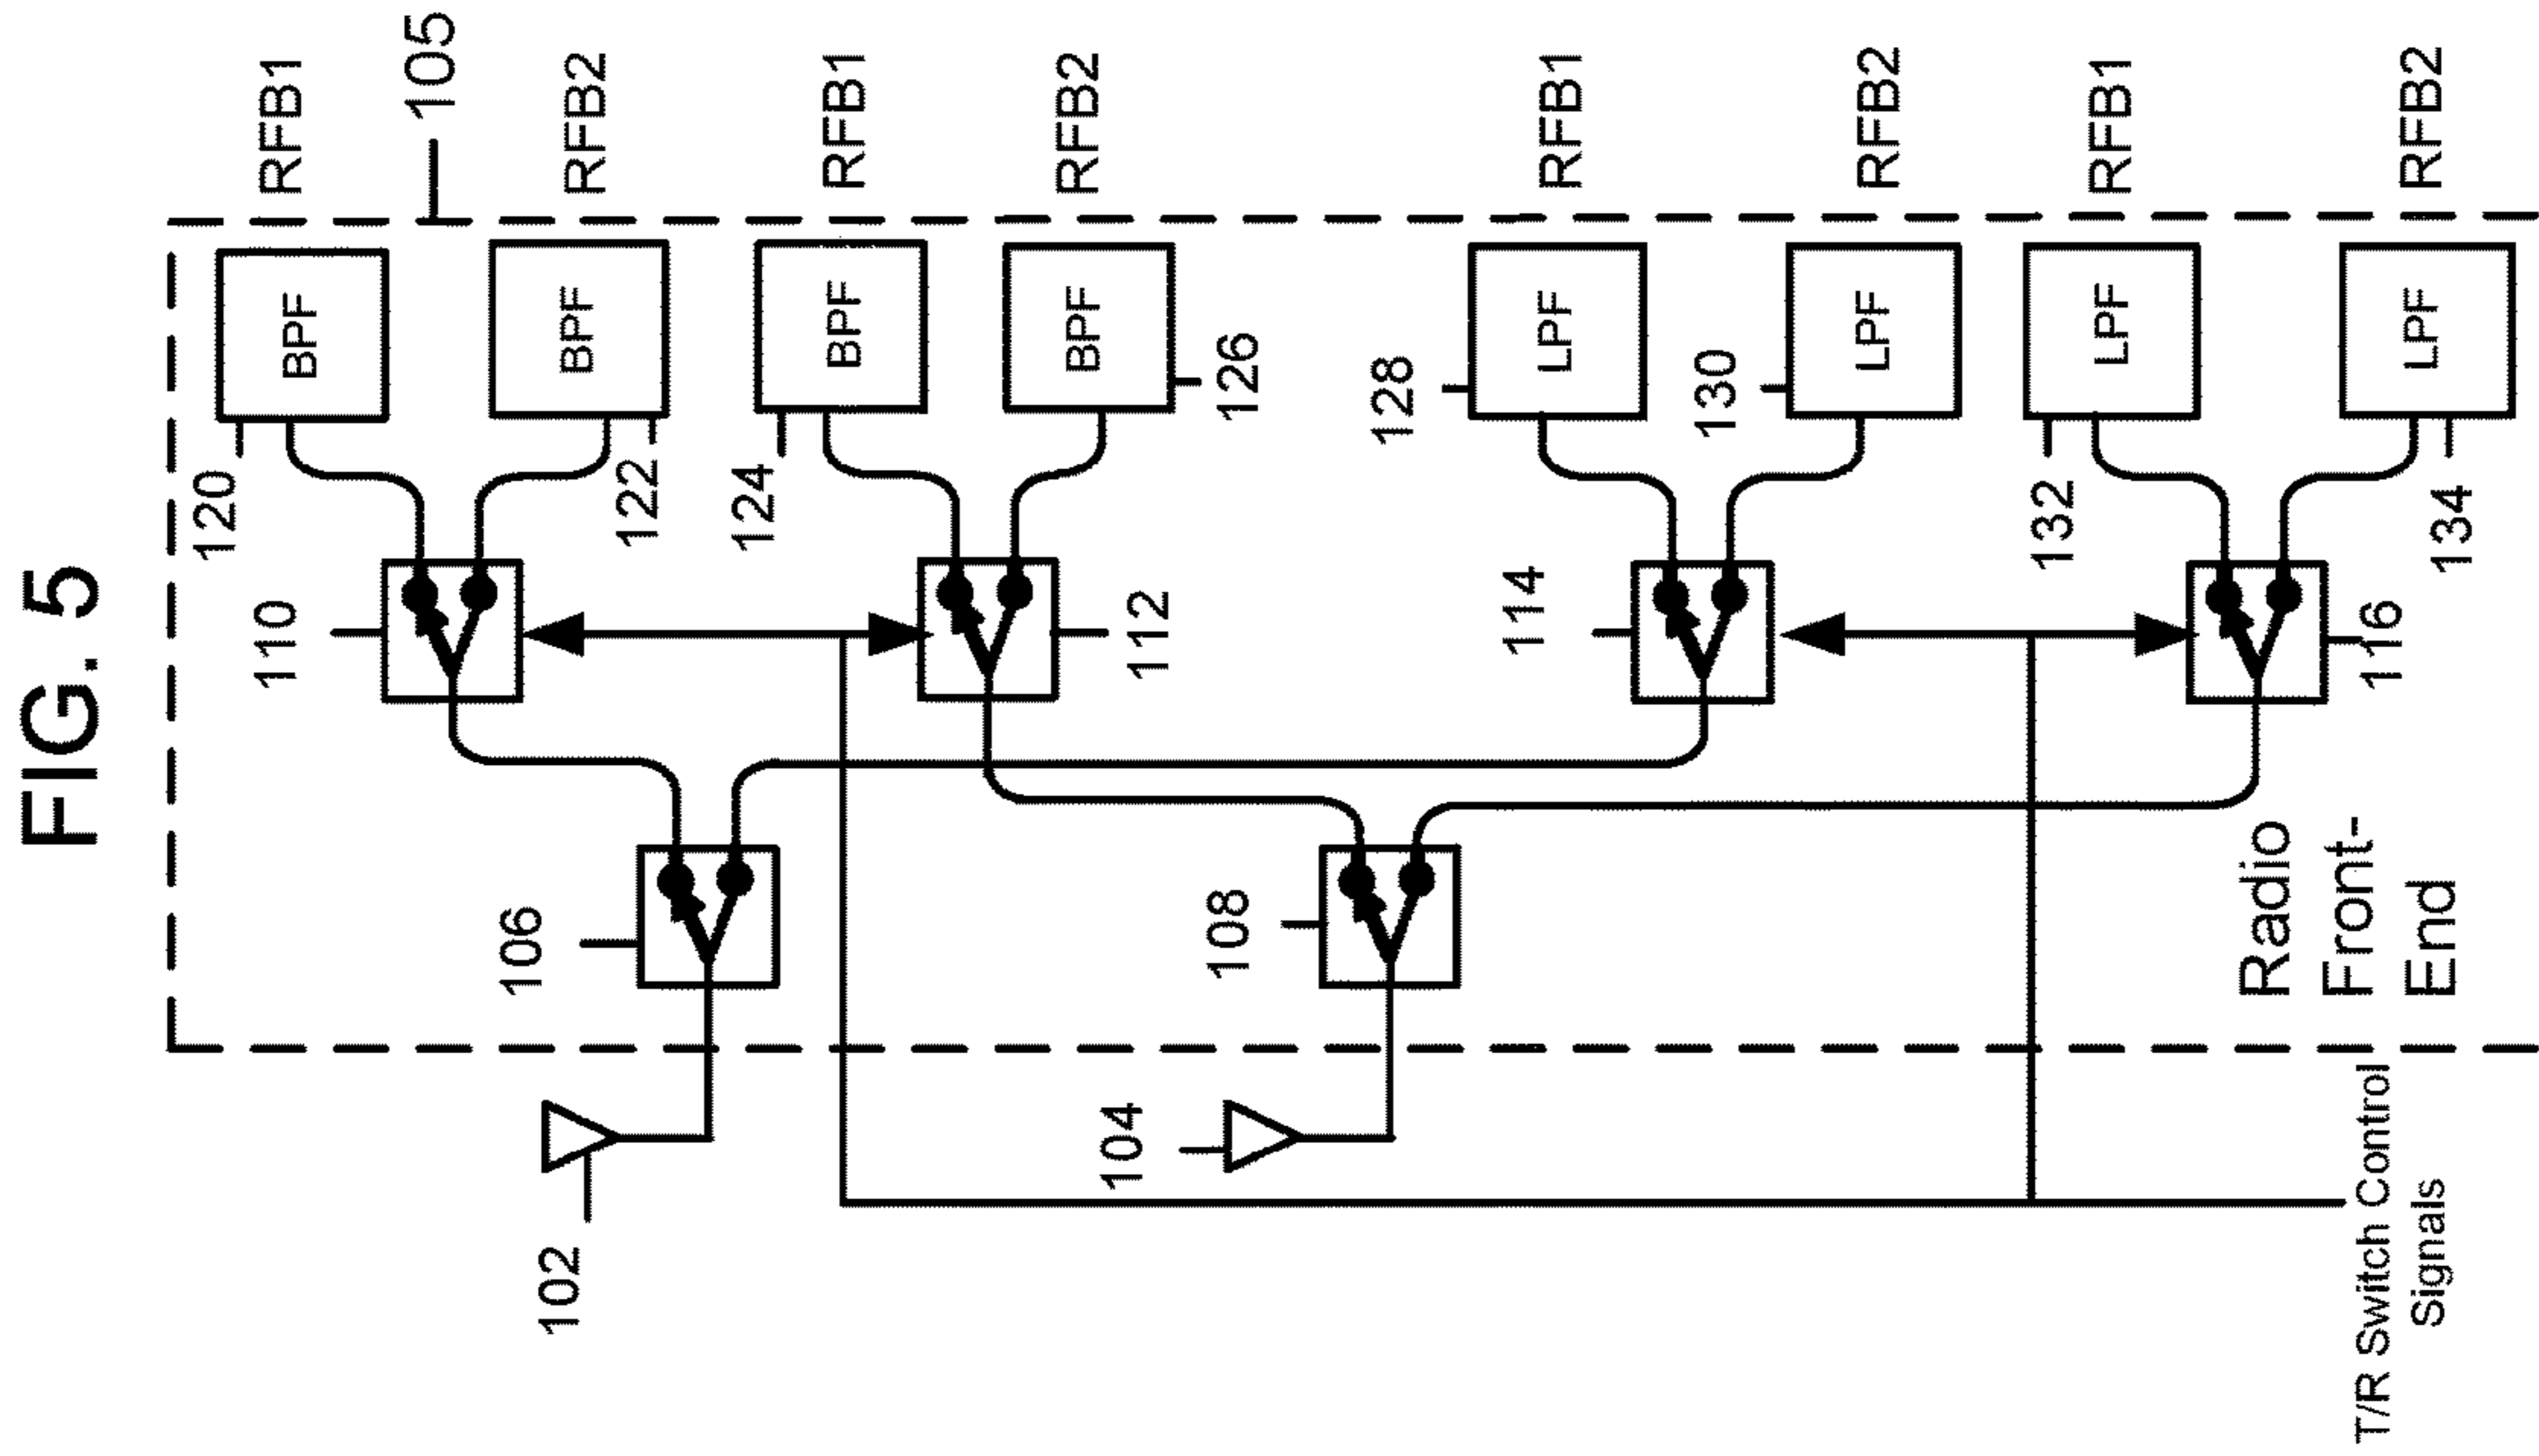 FIG. 5
RFB1
105
RFB2
RFB1
RFB2
RFB1
RFB2
RFB1
RFB2
BPF
BPF
BPF
BPF
LPF
LPF
LPF
LPF
120
122
124
126
128
130
132
134
110
112
114
116
106
108
Radio
Front-
End
102
104
T/R Switch Control
Signals